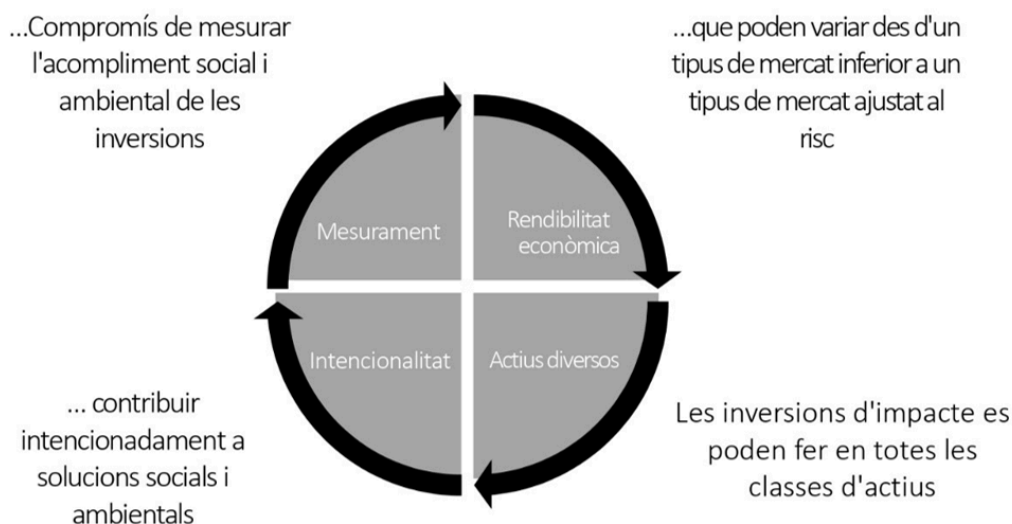 ...Compromís de mesurar
l'acompliment social i
ambiental de les
inversions
...que poden variar des d'un
tipus de mercat inferior a un
tipus de mercat ajustat al
risc
Mesurament
Rendibilitat
econòmica
Intencionalitat
Actius diversos
... contribuir
intencionadament a
solucions socials i
ambientals
Les inversions d'impacte es
poden fer en totes les
classes d'actius